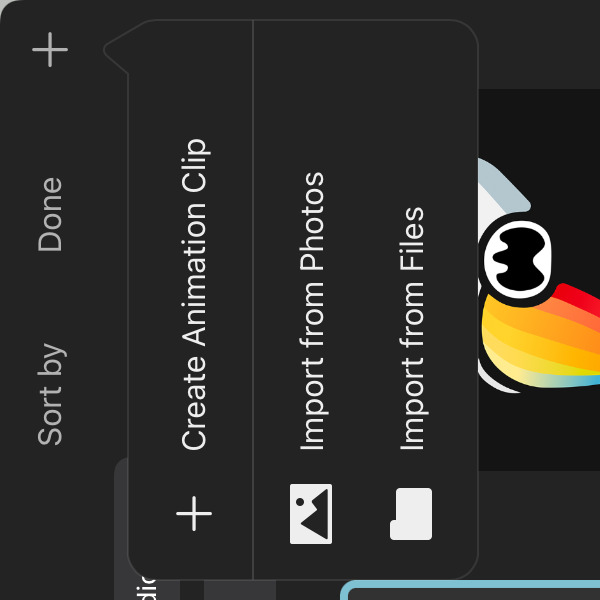 Sort by Done
Create Animation Clip
Import from Photos
Import from Files